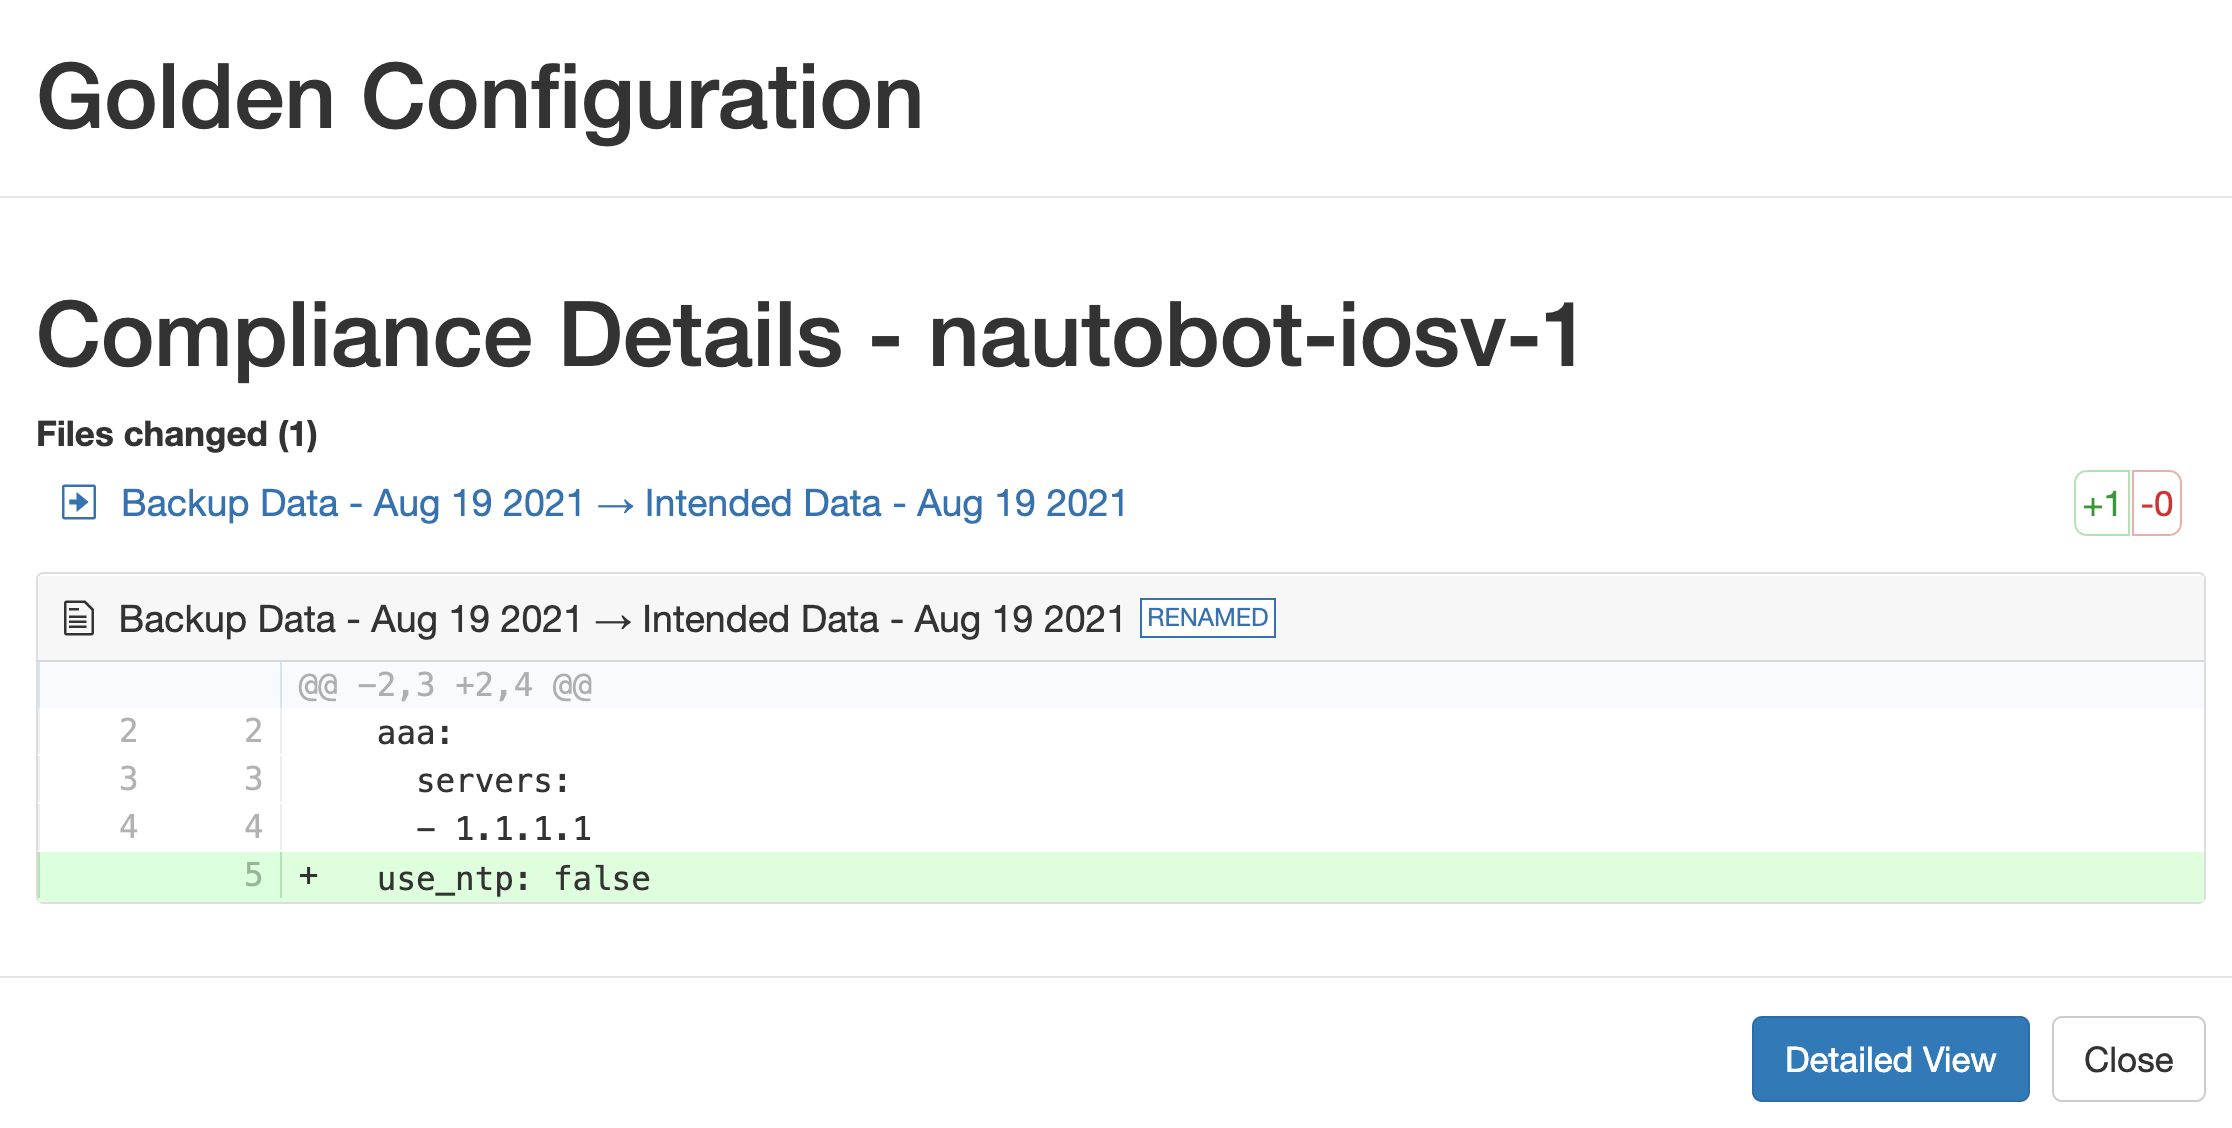 Golden Configuration
Compliance Details - nautobot-iosv-1
Files changed (1)
Backup Data - Aug 19 2021 → Intended Data - Aug 19 2021 +1 -0
Backup Data - Aug 19 2021 → Intended Data - Aug 19 2021 RENAMED
@@ -2,3 +2,4 @@
2 2 aaa:
3 3 servers:
4 4 - 1.1.1.1
5 + use_ntp: false
Detailed View Close